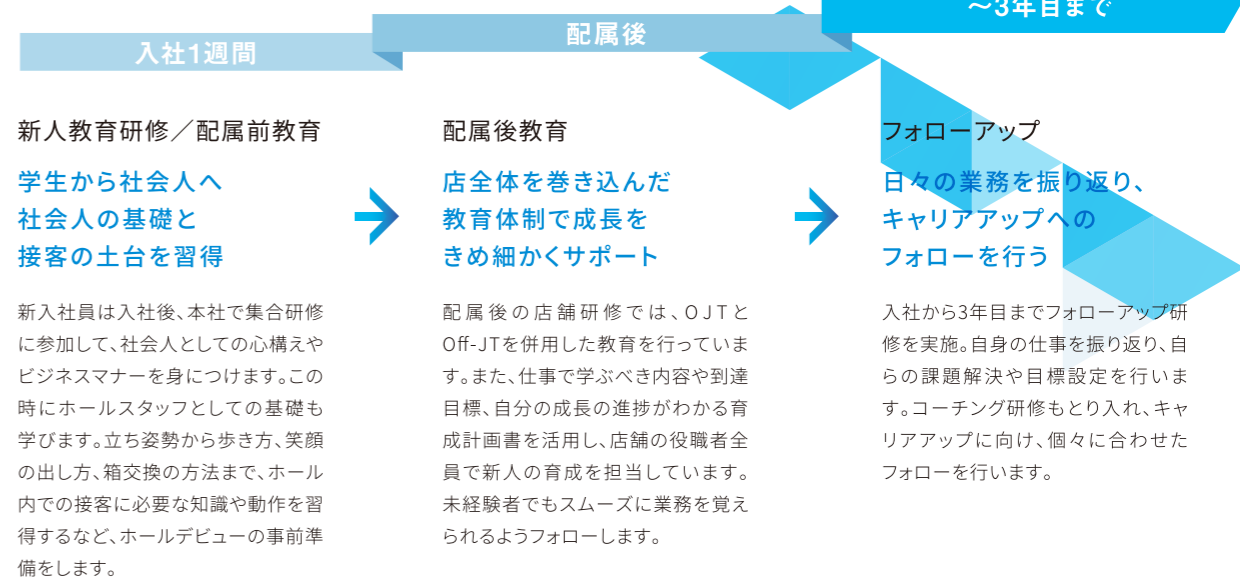 入社1週間
配属後
〜3年目まで
新人教育研修／配属前教育
学生から社会人へ
社会人の基礎と
接客の土台を習得
新入社員は入社後、本社で集合研修
に参加して、社会人としての心構えや
ビジネスマナーを身につけます。この
時にホールスタッフとしての基礎も
学びます。立ち姿勢から歩き方、笑顔
の出し方、箱交換の方法まで、ホール
内での接客に必要な知識や動作を習
得するなど、ホールデビューの事前準
備をします。
配属後教育
店全体を巻き込んだ
教育体制で成長を
きめ細かくサポート
配属後の店舗研修では、OJTと
Off-JTを併用した教育を行っていま
す。また、仕事で学ぶべき内容や到達
目標、自分の成長の進捗がわかる育
成計画書を活用し、店舗の役職者全
員で新人の育成を担当しています。
未経験者でもスムーズに業務を覚え
られるようフォローします。
フォローアップ
日々の業務を振り返り、
キャリアアップへの
フォローを行う
入社から3年目までフォローアップ研
修を実施。自身の仕事を振り返り、自
らの課題解決や目標設定を行いま
す。コーチング研修もとり入れ、キャ
リアアップに向け、個々に合わせた
フォローを行います。